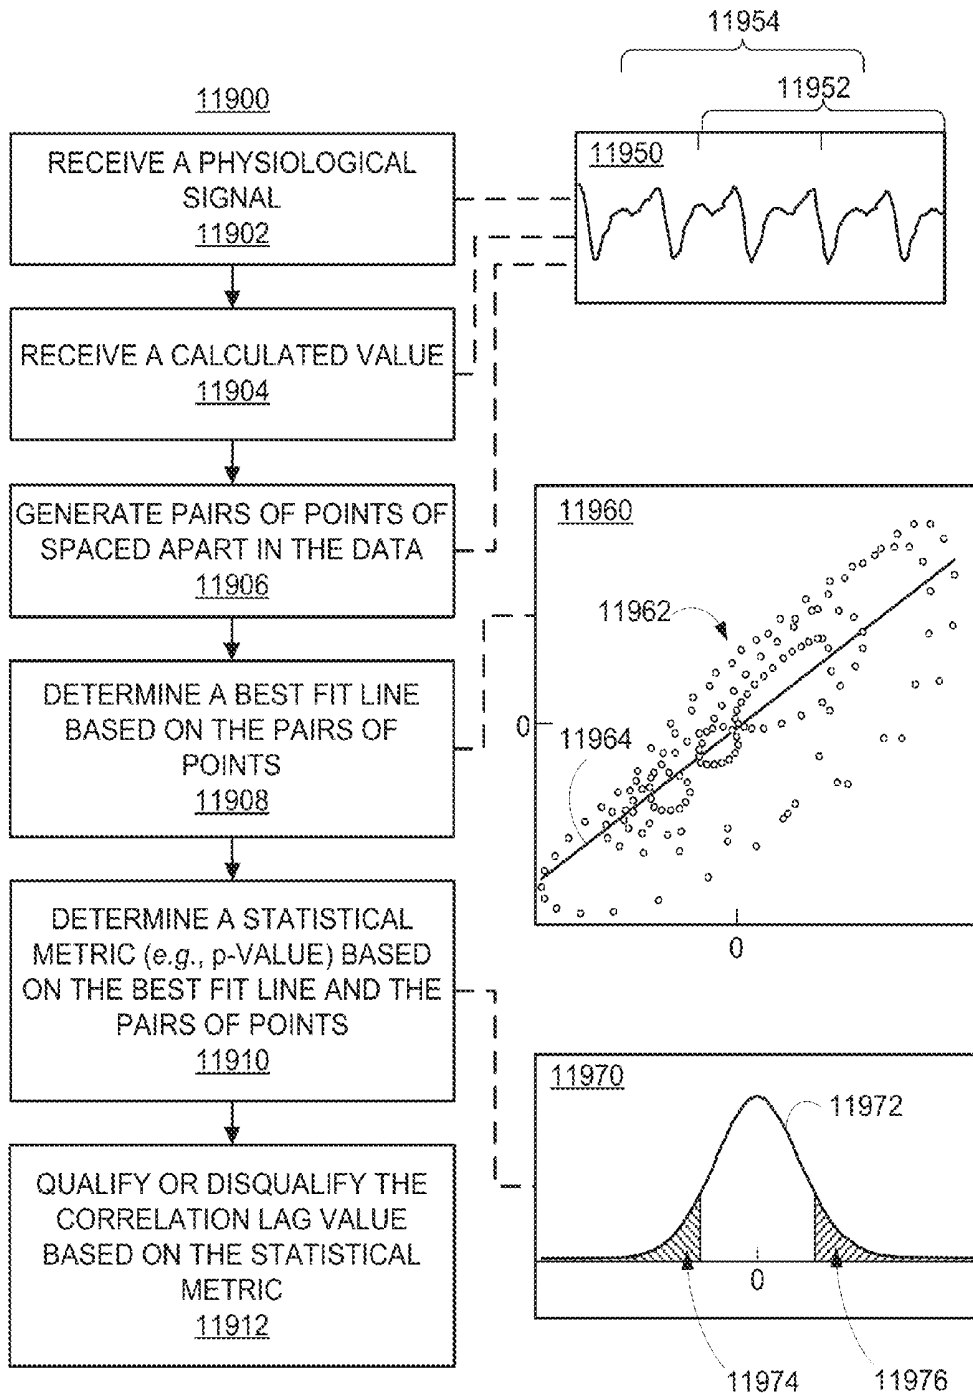 11954
11900
11952
RECEIVE A PHYSIOLOGICAL
SIGNAL
11902
11950
RECEIVE A CALCULATED VALUE
11904
GENERATE PAIRS OF POINTS OF
SPACED APART IN THE DATA
11906
11960
11962
DETERMINE A BEST FIT LINE
BASED ON THE PAIRS OF
POINTS
11908
0
11964
0
DETERMINE A STATISTICAL
METRIC (e.g., p-VALUE) BASED
ON THE BEST FIT LINE AND THE
PAIRS OF POINTS
11910
11970
11972
0
QUALIFY OR DISQUALIFY THE
CORRELATION LAG VALUE
BASED ON THE STATISTICAL
METRIC
11912
11974
11976